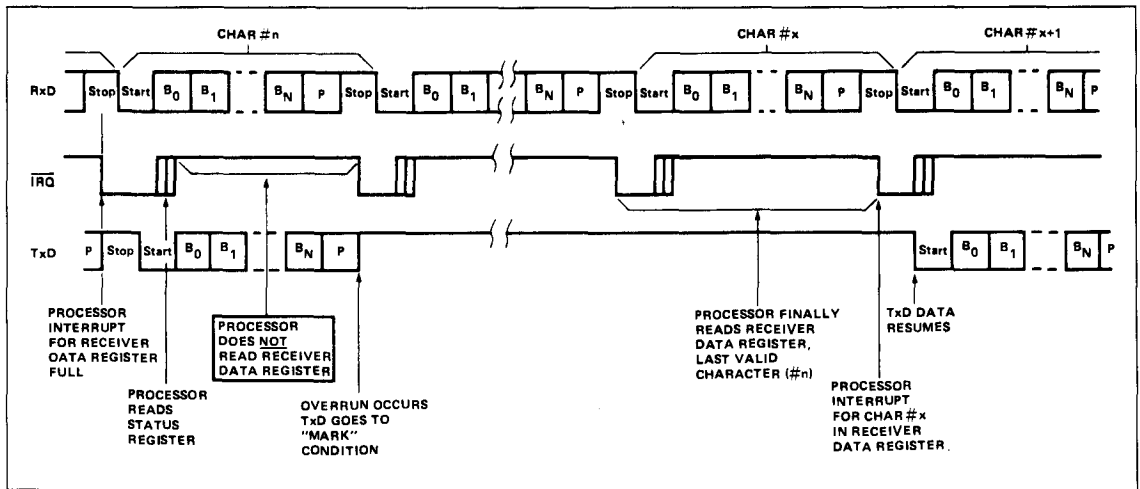 CHAR #n
CHAR #x
CHAR #x+1
RxD Stop Start B0 B1 BN P Stop Start B0 B1 BN P Stop Start B0 B1 BN P Stop Start B0 B1 BN P
IRQ
TxD P Stop Start B0 B1 BN P Start B0 B1 BN P
PROCESSOR
INTERRUPT
FOR RECEIVER
DATA REGISTER
FULL
PROCESSOR
READS
STATUS
REGISTER
PROCESSOR
DOES NOT
READ RECEIVER
DATA REGISTER
OVERRUN OCCURS
TxD GOES TO
"MARK"
CONDITION
PROCESSOR FINALLY
READS RECEIVER
DATA REGISTER,
LAST VALID
CHARACTER (#n)
PROCESSOR
INTERRUPT
FOR CHAR #x
IN RECEIVER
DATA REGISTER.
TxD DATA
RESUMES